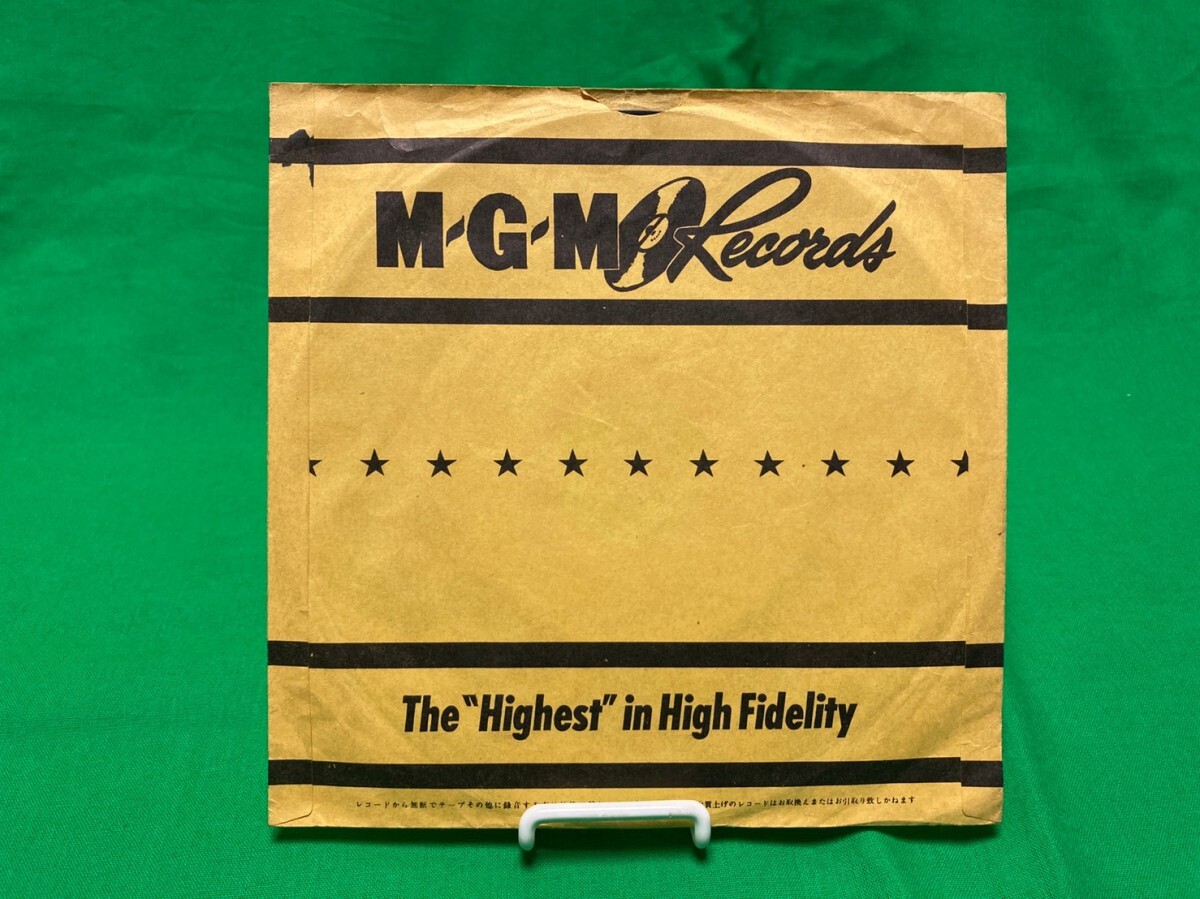 M-G-M Records
The "Highest" in High Fidelity
レコードから無断でテープその他に録音する 買上げのレコードはお取換えまたはお引取り致しかねます